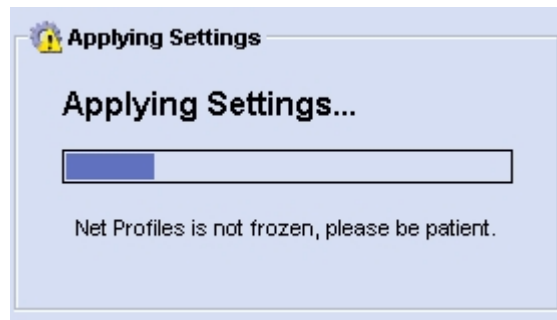 Applying Settings
Applying Settings...
Net Profiles is not frozen, please be patient.